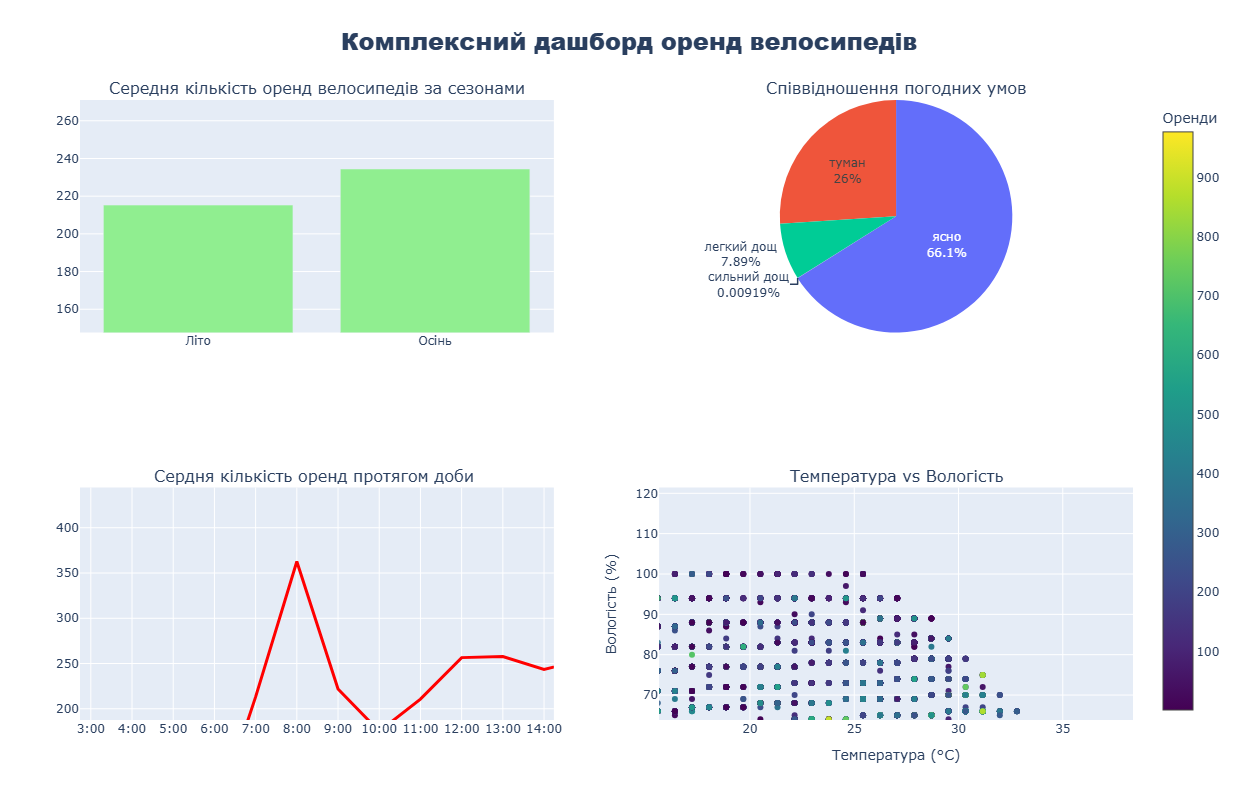 Комплексний дашборд оренд велосипедів
Середня кількість оренд велосипедів за сезонами
260
240
220
200
180
160
Літо
Осінь
Співвідношення погодних умов
туман
26%
ясно
66.1%
легкий дощ
7.89%
сильний дощ
0.00919%
Оренди
900
800
700
600
500
400
300
200
100
Сердня кількість оренд протягом доби
400
350
300
250
200
3:00 4:00 5:00 6:00 7:00 8:00 9:00 10:00 11:00 12:00 13:00 14:00
Температура vs Вологість
Вологість (%)
120
110
100
90
80
70
20 25 30 35
Температура (°C)